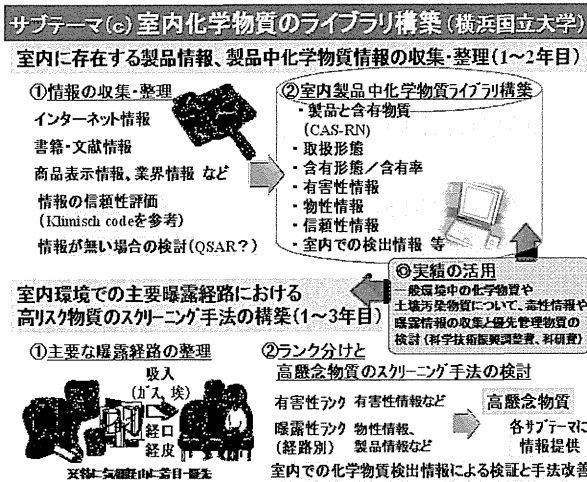 サブテーマ(c)室内化学物質のライブラリ構築(横浜国立大学)
室内に存在する製品情報、製品中化学物質情報の収集・整理(1～2年目)
①情報の収集・整理
インターネット情報
書籍・文献情報
商品表示情報、業界情報 など
情報の信頼性評価
(Klimisch codeを参考)
情報が無い場合の検討(QSAR？)
②室内製品中化学物質ライブラリ構築
・製品と含有物質
(CAS-RN)
・取扱形態
・含有形態／含有率
・有害性情報
・物性情報
・信頼性情報
・室内での検出情報 等
◎実績の活用
一般環境中の化学物質や
土壌汚染物質について、毒性情報や
曝露情報の収集と優先管理物質の
検討(科学技術振興調整費、科研費)
室内環境での主要曝露経路における
高リスク物質のスクリーニング手法の構築(1～3年目)
①主要な曝露経路の整理
吸入
(ガス、埃)
経口
経皮
②ランク分けと
高懸念物質のスクリーニング手法の検討
有害性ランク 有害性情報など
曝露性ランク 物性情報、
(経路別) 製品情報など
高懸念物質
各サブテーマに
情報提供
室内での化学物質検出情報による検証と手法改善